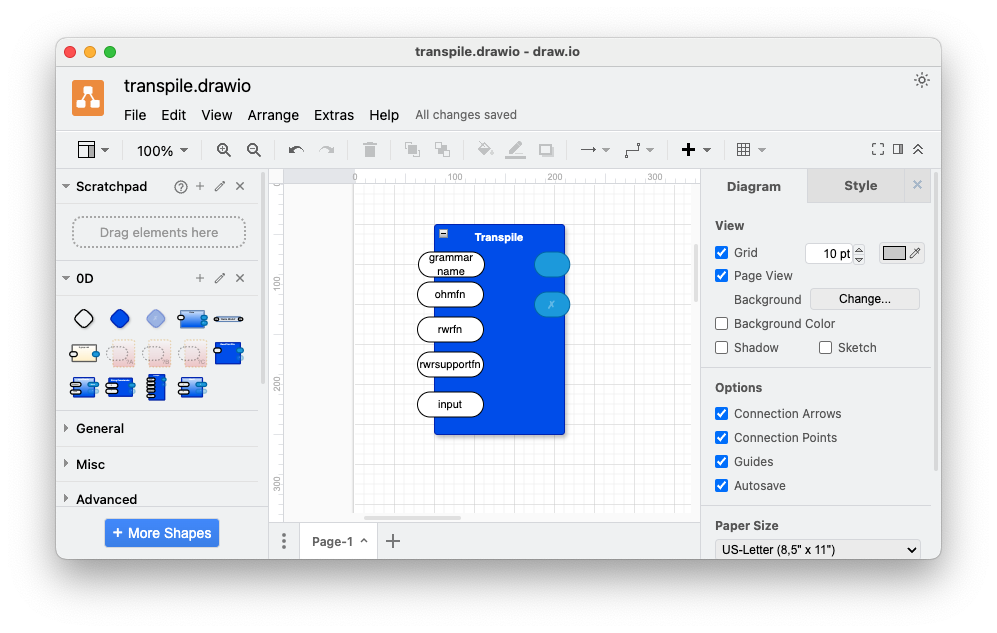 transpile.drawio - draw.io
transpile.drawio
File Edit View Arrange Extras Help All changes saved
100%
Scratchpad
Drag elements here
0D
General
Misc
Advanced
+ More Shapes
0 100 200 300
100
200
300
Transpile
grammar
name
ohmfn
✗
rwrfn
rwrsupportfn
input
Page-1
Diagram Style
View
Grid 10 pt
Page View
Background Change...
Background Color
Shadow Sketch
Options
Connection Arrows
Connection Points
Guides
Autosave
Paper Size
US-Letter (8,5" x 11")